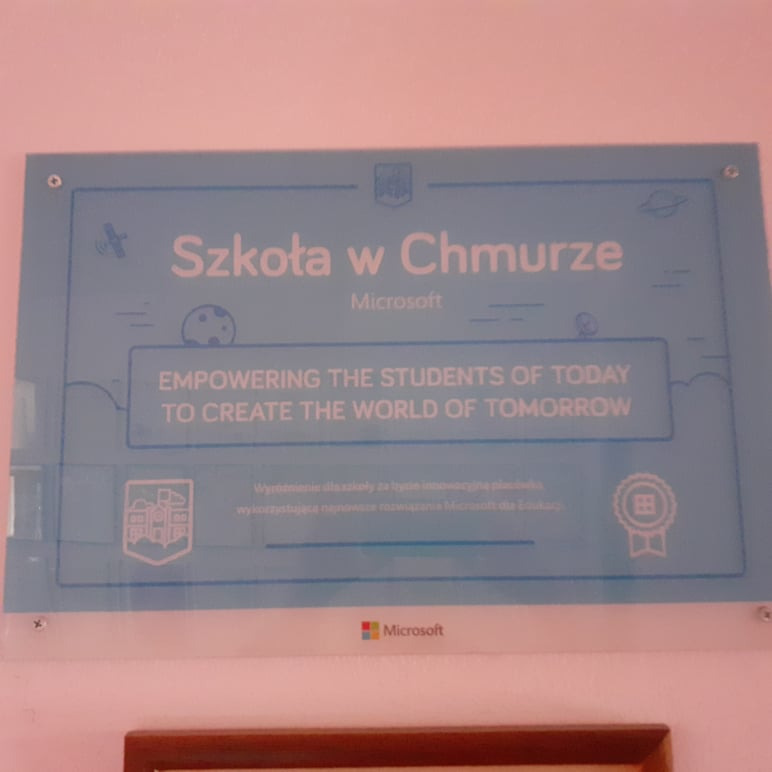 Szkoła w Chmurze
Microsoft
EMPOWERING THE STUDENTS OF TODAY
TO CREATE THE WORLD OF TOMORROW
Wyróżnienie dla szkoły za bycie innowacyjną placówką
wykorzystującą najnowsze rozwiązania Microsoft dla Edukacji
Microsoft